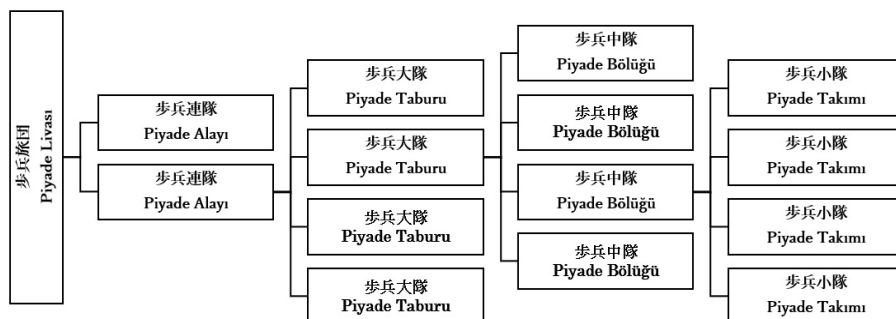 歩兵旅団
Piyade Livası
歩兵連隊
Piyade Alayı
歩兵連隊
Piyade Alayı
歩兵大隊
Piyade Taburu
歩兵大隊
Piyade Taburu
歩兵大隊
Piyade Taburu
歩兵大隊
Piyade Taburu
歩兵中隊
Piyade Bölüğü
歩兵中隊
Piyade Bölüğü
歩兵中隊
Piyade Bölüğü
歩兵中隊
Piyade Bölüğü
歩兵小隊
Piyade Takımı
歩兵小隊
Piyade Takımı
歩兵小隊
Piyade Takımı
歩兵小隊
Piyade Takımı